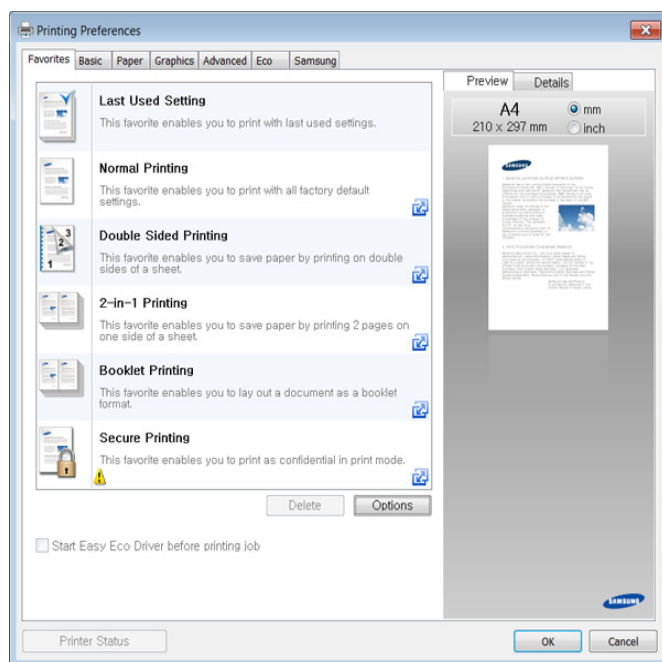 Printing Preferences
Favorites Basic Paper Graphics Advanced Eco Samsung
Last Used Setting
This favorite enables you to print with last used settings.
Normal Printing
This favorite enables you to print with all factory default
settings.
Double Sided Printing
This favorite enables you to save paper by printing on double
sides of a sheet.
2-in-1 Printing
This favorite enables you to save paper by printing 2 pages on
one side of a sheet.
Booklet Printing
This favorite enables you to lay out a document as a booklet
format.
Secure Printing
This favorite enables you to print as confidential in print mode.
Delete Options
Start Easy Eco Driver before printing job
Printer Status
Preview Details
A4
210 x 297 mm
mm
inch
SAMSUNG
SAMSUNG
OK Cancel